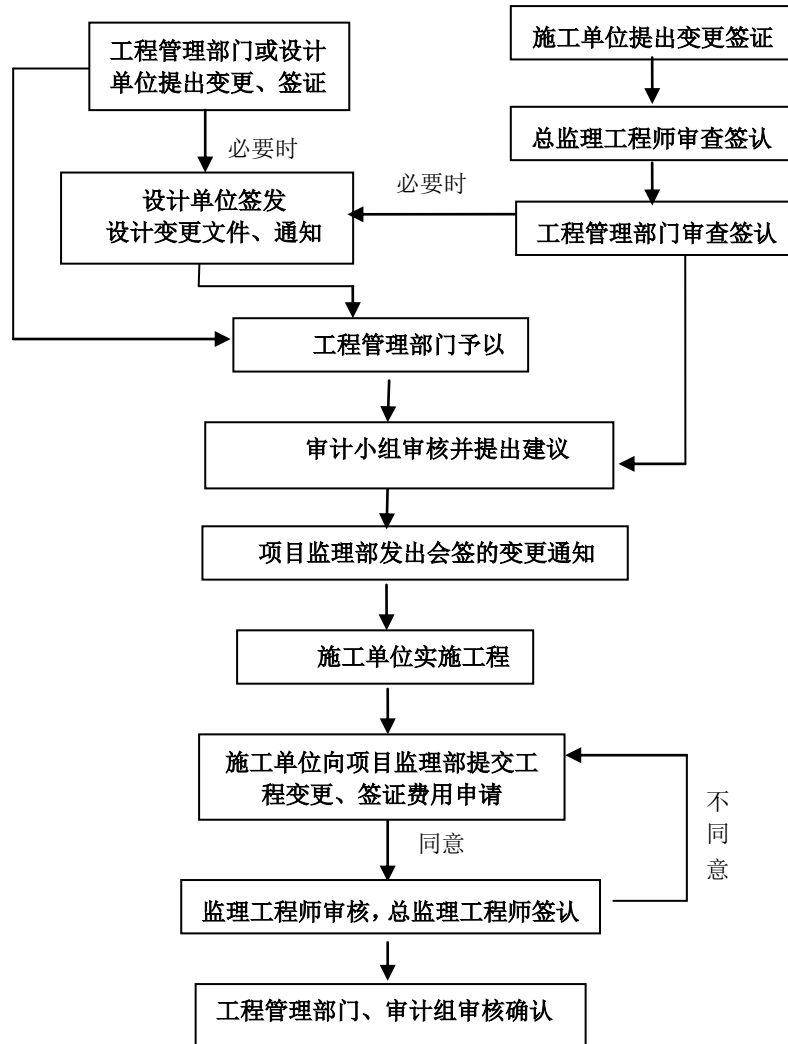 工程管理部门或设计
单位提出变更、签证
施工单位提出变更签证
必要时
总监理工程师审查签认
设计单位签发
设计变更文件、通知
必要时
工程管理部门审查签认
工程管理部门予以
审计小组审核并提出建议
项目监理部发出会签的变更通知
施工单位实施工程
施工单位向项目监理部提交工
程变更、签证费用申请
同意
不
同
意
监理工程师审核，总监理工程师签认
工程管理部门、审计组审核确认